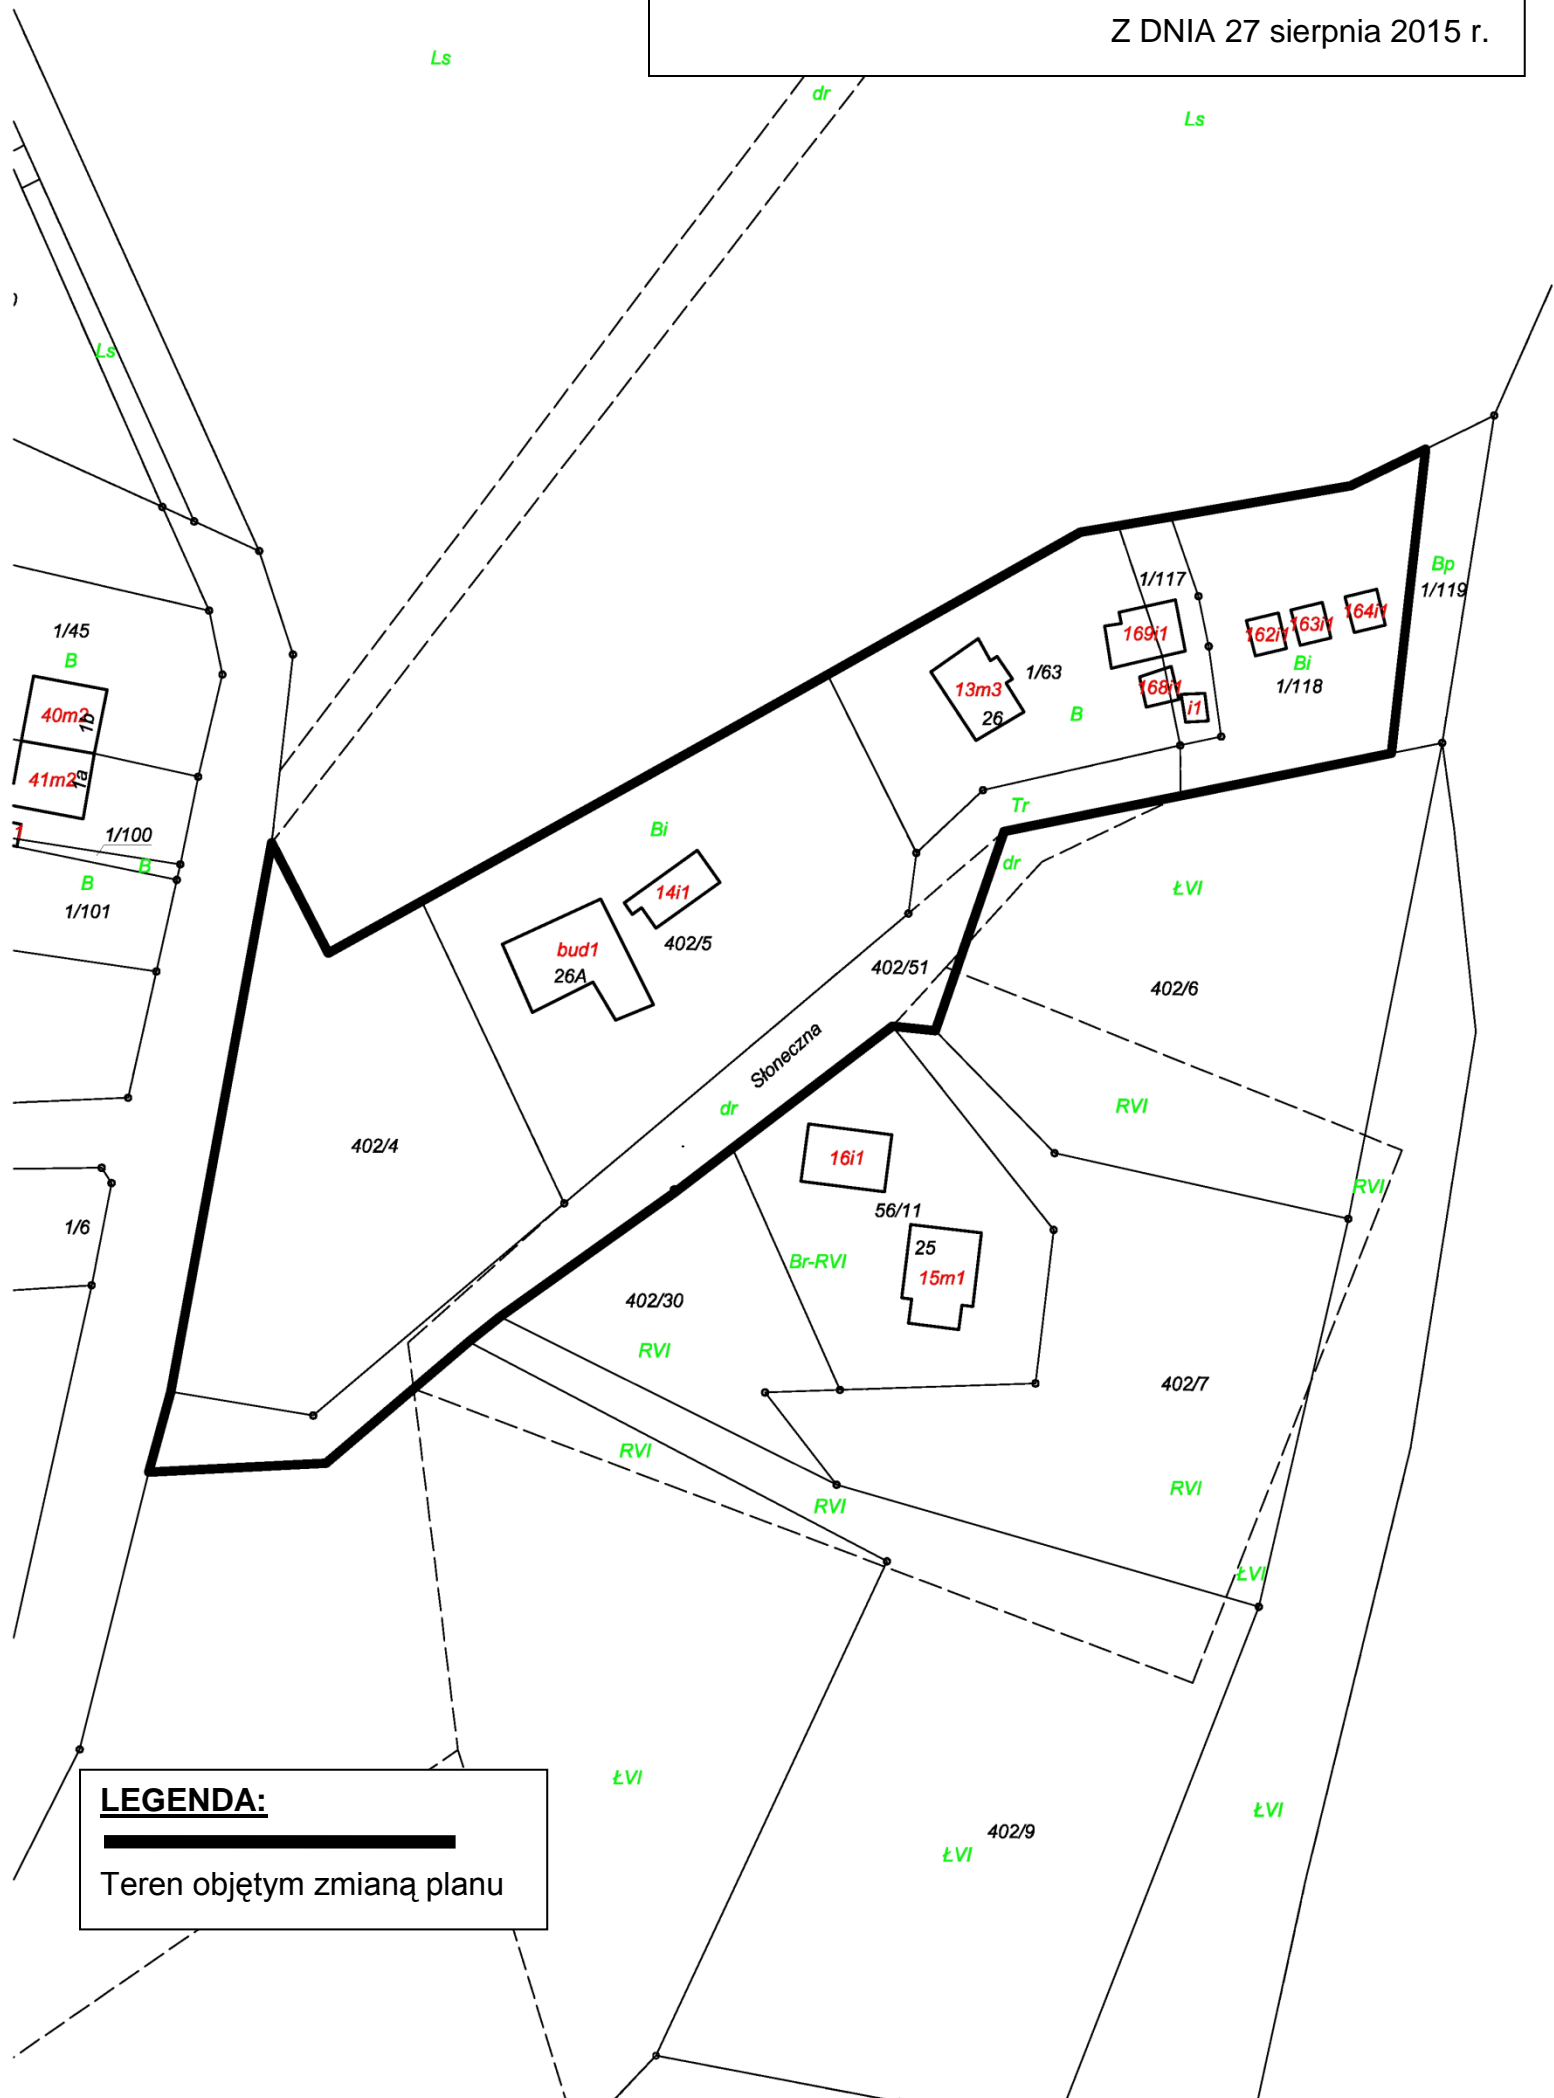 Z DNIA 27 sierpnia 2015 r.
Ls
dr
Ls
Ls
1/45
B
40m2
1b
41m2
1a
1
1/100
B
B
1/101
1/6
Bp
1/119
1/117
169i1
162i1
163i1
164i1
Bi
1/118
168i1
i1
1/63
13m3
26
B
Tr
dr
Bi
14i1
402/5
bud1
26A
ŁVI
402/51
402/6
Słoneczna
dr
402/4
RVI
RVI
16i1
56/11
25
15m1
Br-RVI
402/30
RVI
402/7
RVI
RVI
RVI
ŁVI
ŁVI
ŁVI
402/9
ŁVI
LEGENDA:
Teren objętym zmianą planu